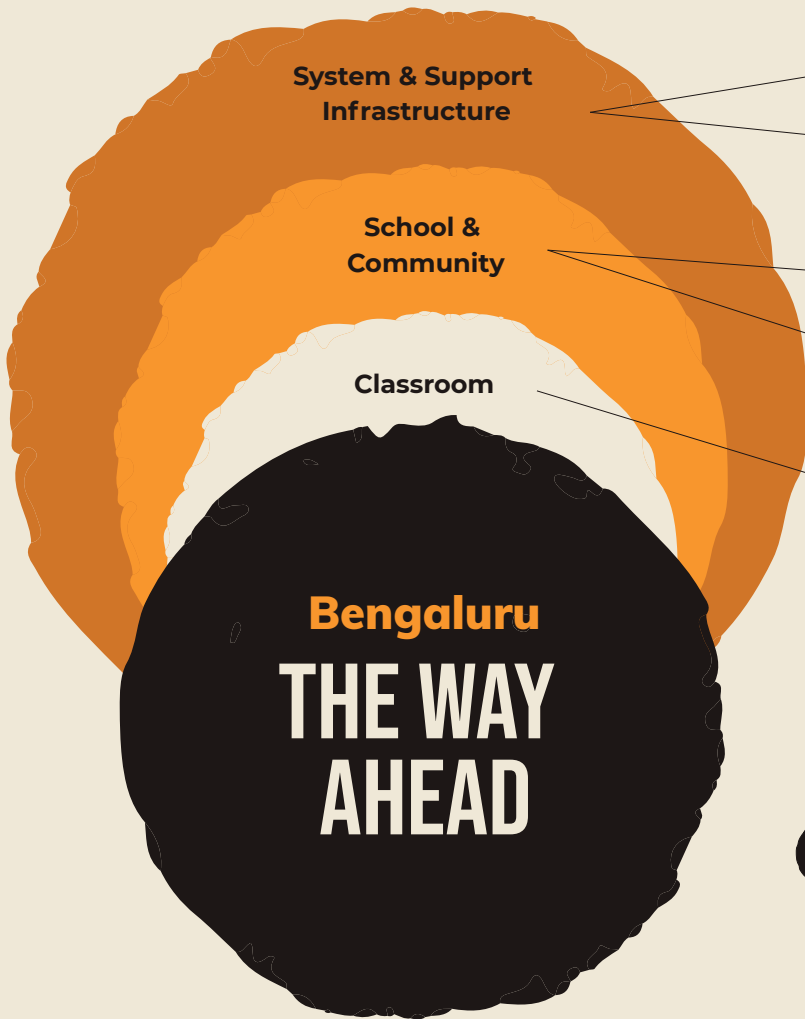 System & Support
Infrastructure
School &
Community
Classroom
Bengaluru
THE WAY
AHEAD